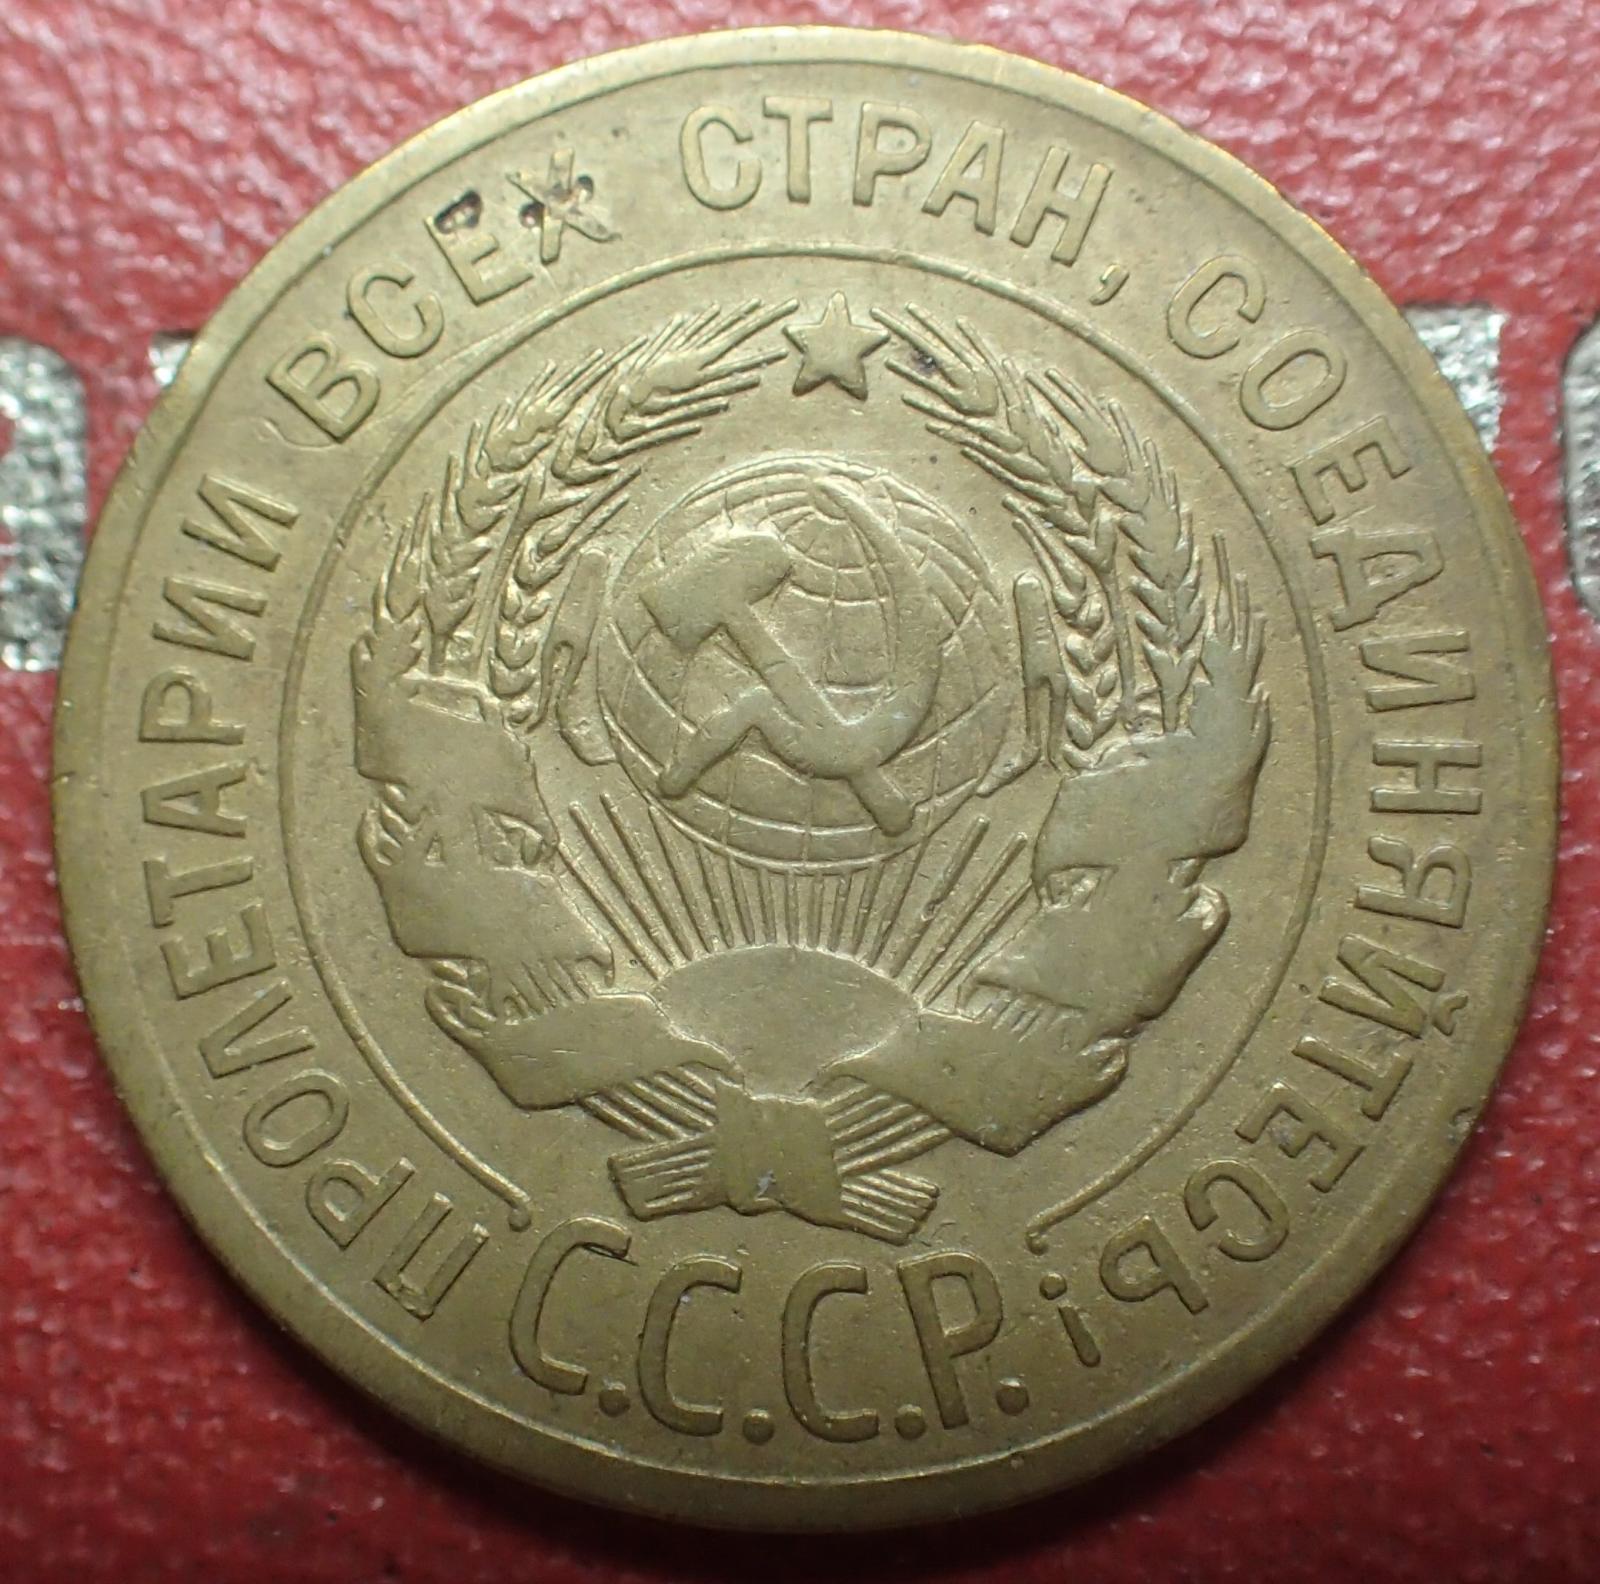 ПРОЛЕТАРИИ ВСЕХ СТРАН, СОЕДИНЯЙТЕСЬ!
С.С.С.Р.